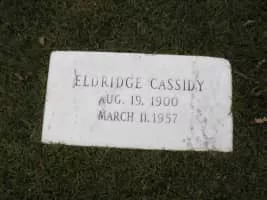 ELDRIDGE CASSIDY
AUG. 19, 1900
MARCH 11, 1957